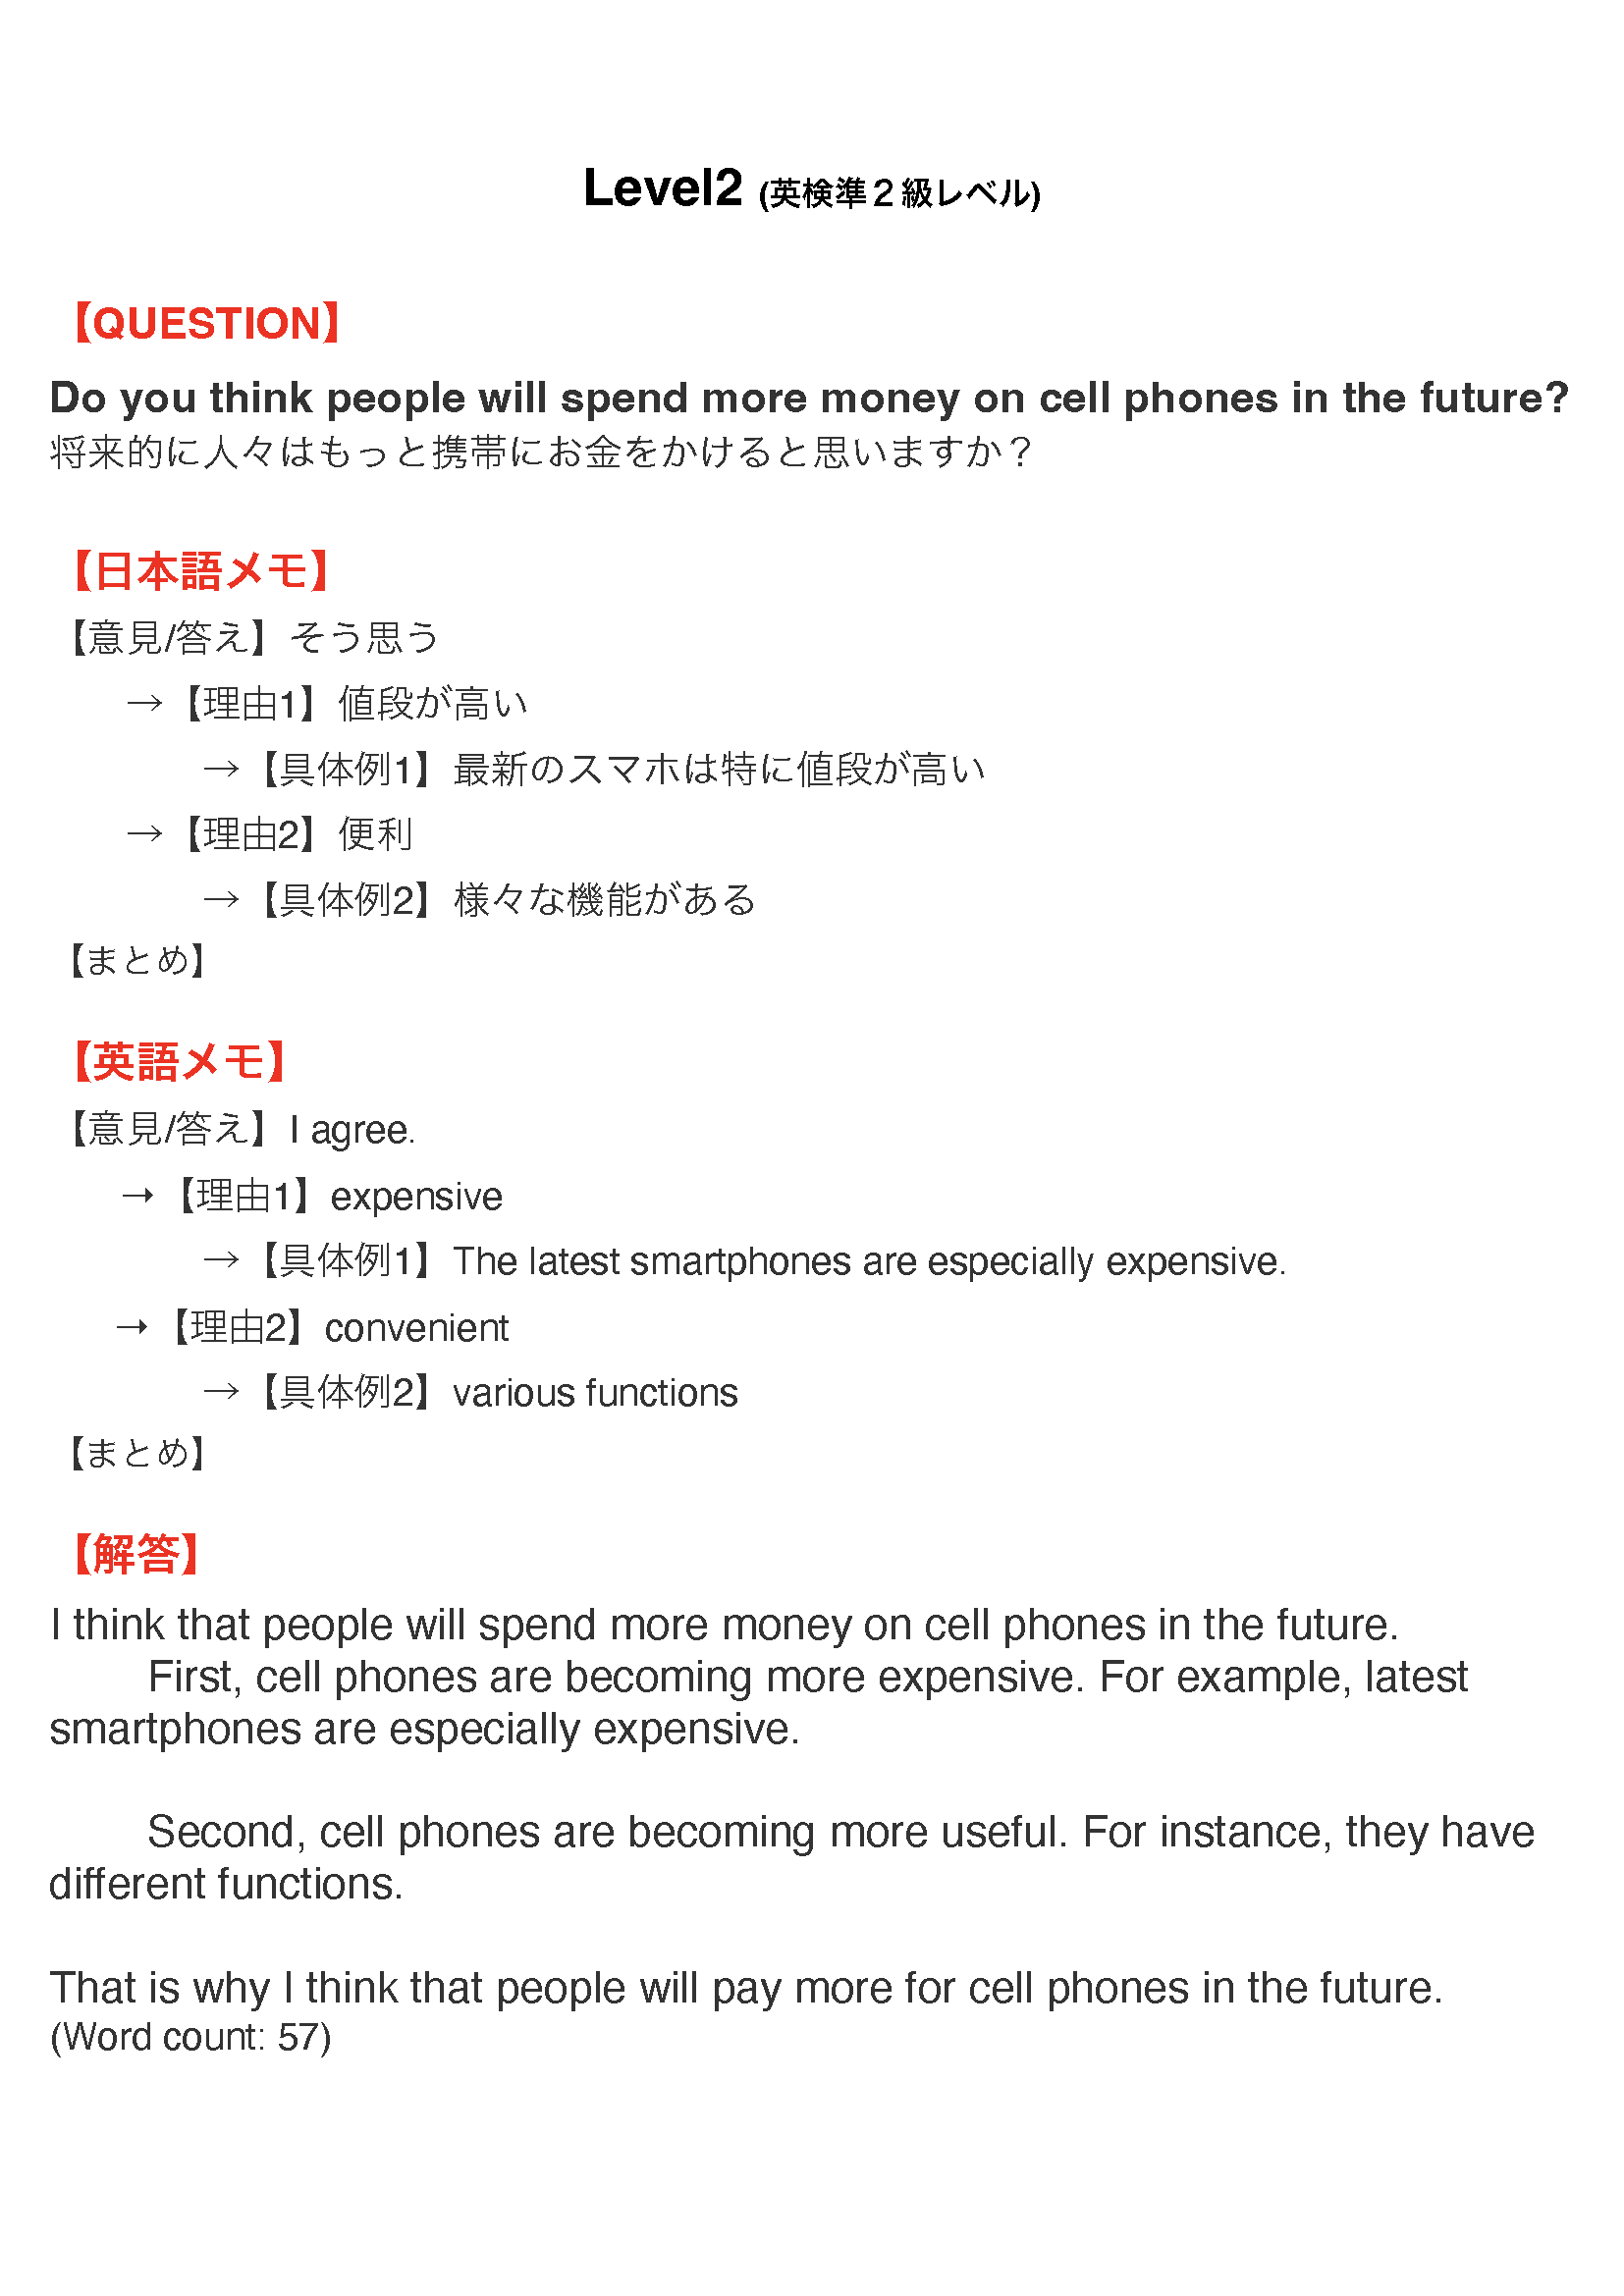 Level2 (英検準２級レベル)
【QUESTION】
Do you think people will spend more money on cell phones in the future?
将来的に人々はもっと携帯にお金をかけると思いますか？
【日本語メモ】
【意見/答え】そう思う
→【理由1】値段が高い
→【具体例1】最新のスマホは特に値段が高い
→【理由2】便利
→【具体例2】様々な機能がある
【まとめ】
【英語メモ】
【意見/答え】I agree.
→【理由1】expensive
→【具体例1】The latest smartphones are especially expensive.
→【理由2】convenient
→【具体例2】various functions
【まとめ】
【解答】
I think that people will spend more money on cell phones in the future.
First, cell phones are becoming more expensive. For example, latest
smartphones are especially expensive.
Second, cell phones are becoming more useful. For instance, they have
different functions.
That is why I think that people will pay more for cell phones in the future.
(Word count: 57)